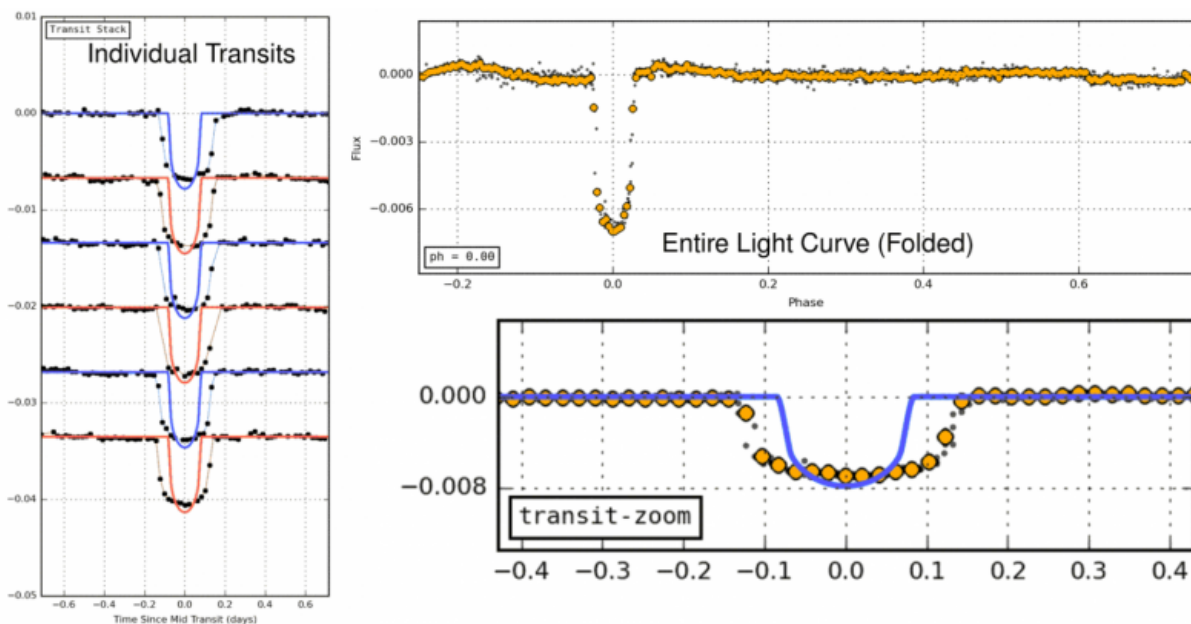 Transit Stack
Individual Transits
0.01
0.00
−0.01
−0.02
−0.03
−0.04
−0.05
−0.6 −0.4 −0.2 0.0 0.2 0.4 0.6
Time Since Mid Transit (days)
Flux
0.000
−0.003
−0.006
ph = 0.00
Entire Light Curve (Folded)
−0.2 0.0 0.2 0.4 0.6
Phase
0.000
−0.008
transit-zoom
−0.4 −0.3 −0.2 −0.1 0.0 0.1 0.2 0.3 0.4